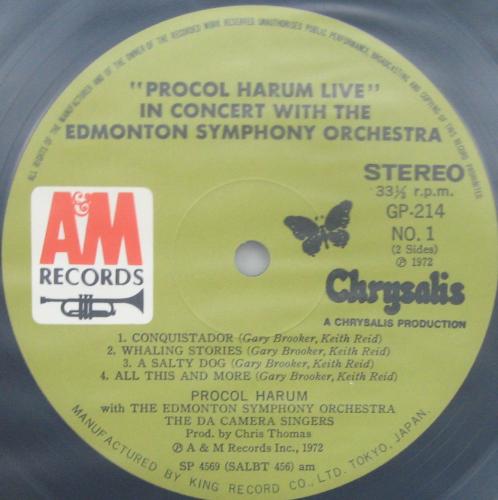 ALL RIGHTS OF THE MANUFACTURER AND OF THE OWNER OF THE RECORDED WORK RESERVED UNAUTHORISED PUBLIC PERFORMANCE, BROADCASTING AND COPYING OF THIS RECORD PROHIBITED
"PROCOL HARUM LIVE"
IN CONCERT WITH THE
EDMONTON SYMPHONY ORCHESTRA
STEREO
33⅓ r.p.m.
GP-214
NO. 1
(2 Sides)
℗ 1972
A&M
RECORDS
Chrysalis
A CHRYSALIS PRODUCTION
1. CONQUISTADOR (Gary Brooker, Keith Reid)
2. WHALING STORIES (Gary Brooker, Keith Reid)
3. A SALTY DOG (Gary Brooker, Keith Reid)
4. ALL THIS AND MORE (Gary Brooker, Keith Reid)
PROCOL HARUM
with THE EDMONTON SYMPHONY ORCHESTRA
THE DA CAMERA SINGERS
Prod. by Chris Thomas
℗ A & M Records Inc., 1972
SP 4569 (SALBT 456) am
MANUFACTURED BY KING RECORD CO., LTD. TOKYO, JAPAN.